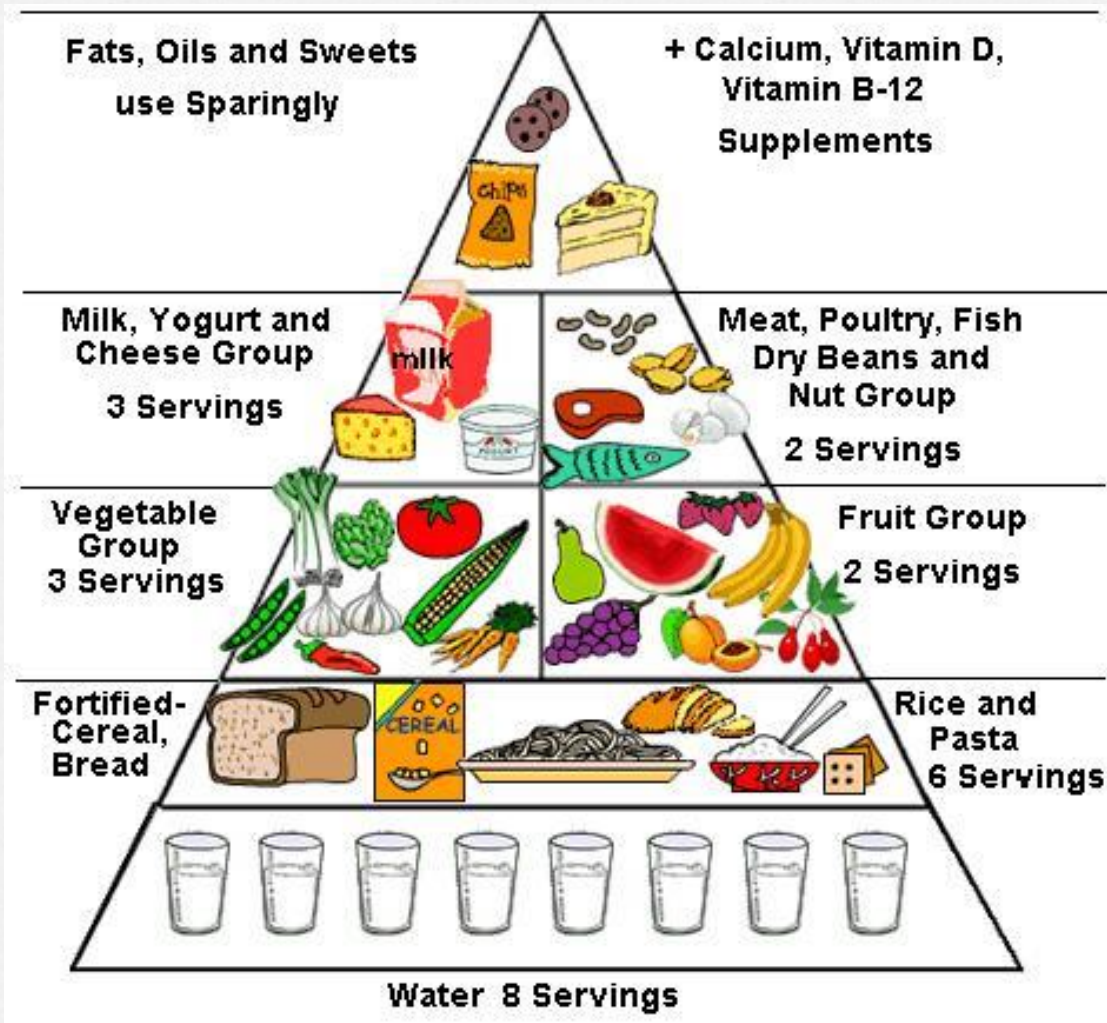 Fats, Oils and Sweets
use Sparingly
+ Calcium, Vitamin D,
Vitamin B-12
Supplements
chips
Milk, Yogurt and
Cheese Group
3 Servings
milk
YOGURT
Meat, Poultry, Fish
Dry Beans and
Nut Group
2 Servings
Vegetable
Group
3 Servings
Fruit Group
2 Servings
Fortified-
Cereal,
Bread
CEREAL
Rice and
Pasta
6 Servings
Water 8 Servings